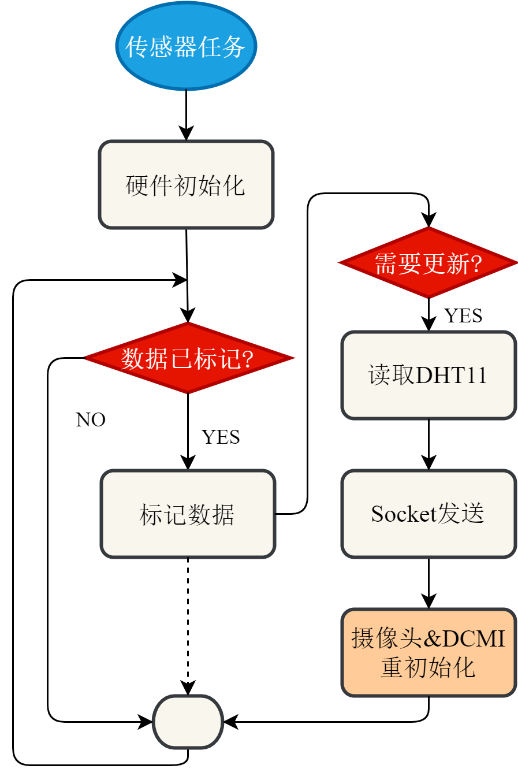 传感器任务
硬件初始化
数据已标记?
NO
YES
标记数据
需要更新?
YES
读取DHT11
Socket发送
摄像头&DCMI
重初始化